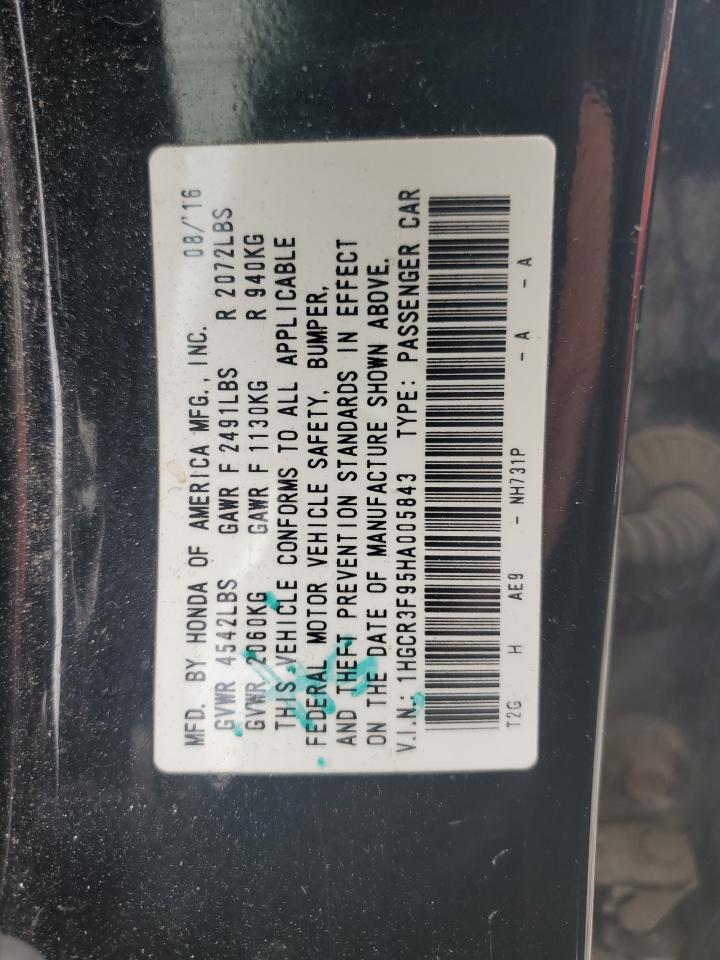 MFD. BY HONDA OF AMERICA MFG., INC. 08/'16
GVWR 4542LBS GAWR F 2491LBS R 2072LBS
GVWR 2060KG GAWR F 1130KG R 940KG
THIS VEHICLE CONFORMS TO ALL APPLICABLE
FEDERAL MOTOR VEHICLE SAFETY, BUMPER,
AND THEFT PREVENTION STANDARDS IN EFFECT
ON THE DATE OF MANUFACTURE SHOWN ABOVE.
V.I.N.: 1HGCR3F95HA005843 TYPE: PASSENGER CAR
T2G H AE9 - NH731P - A - A